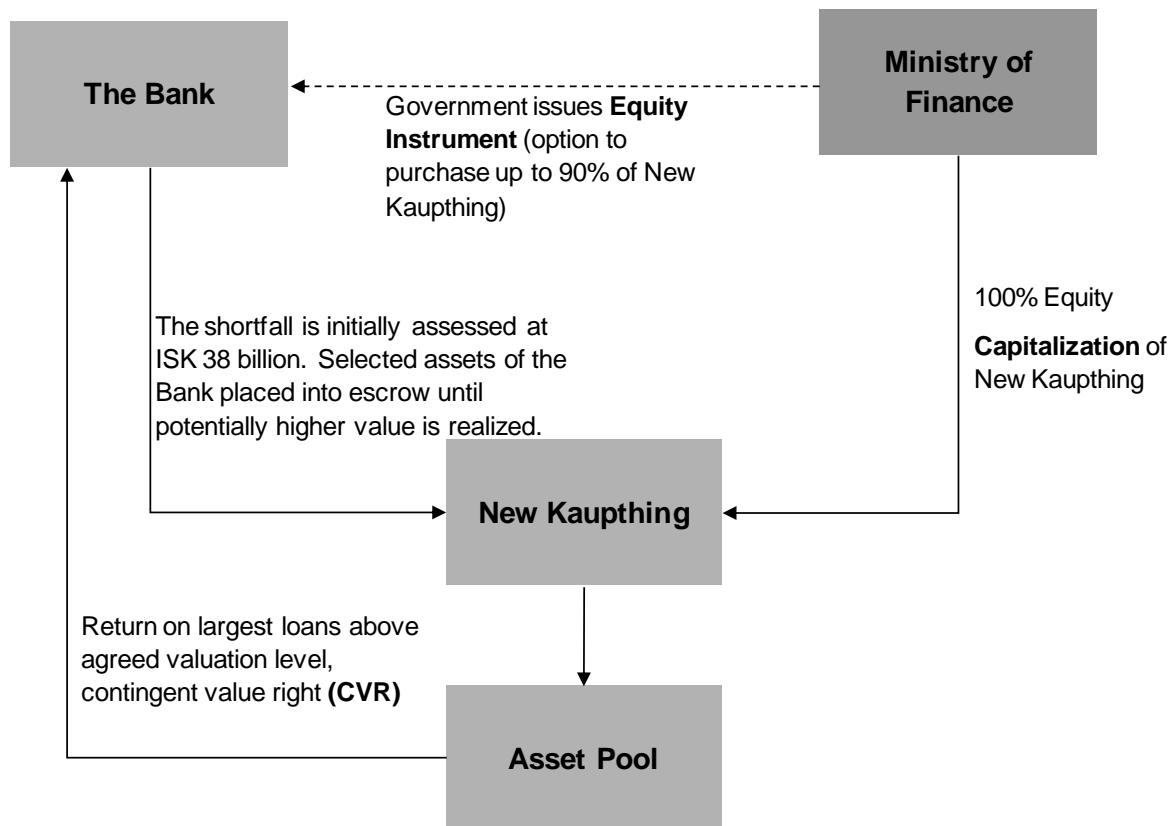 The Bank
Ministry of
Finance
Government issues Equity
Instrument (option to
purchase up to 90% of New
Kaupthing)
100% Equity
Capitalization of
New Kaupthing
The shortfall is initially assessed at
ISK 38 billion. Selected assets of the
Bank placed into escrow until
potentially higher value is realized.
New Kaupthing
Return on largest loans above
agreed valuation level,
contingent value right (CVR)
Asset Pool